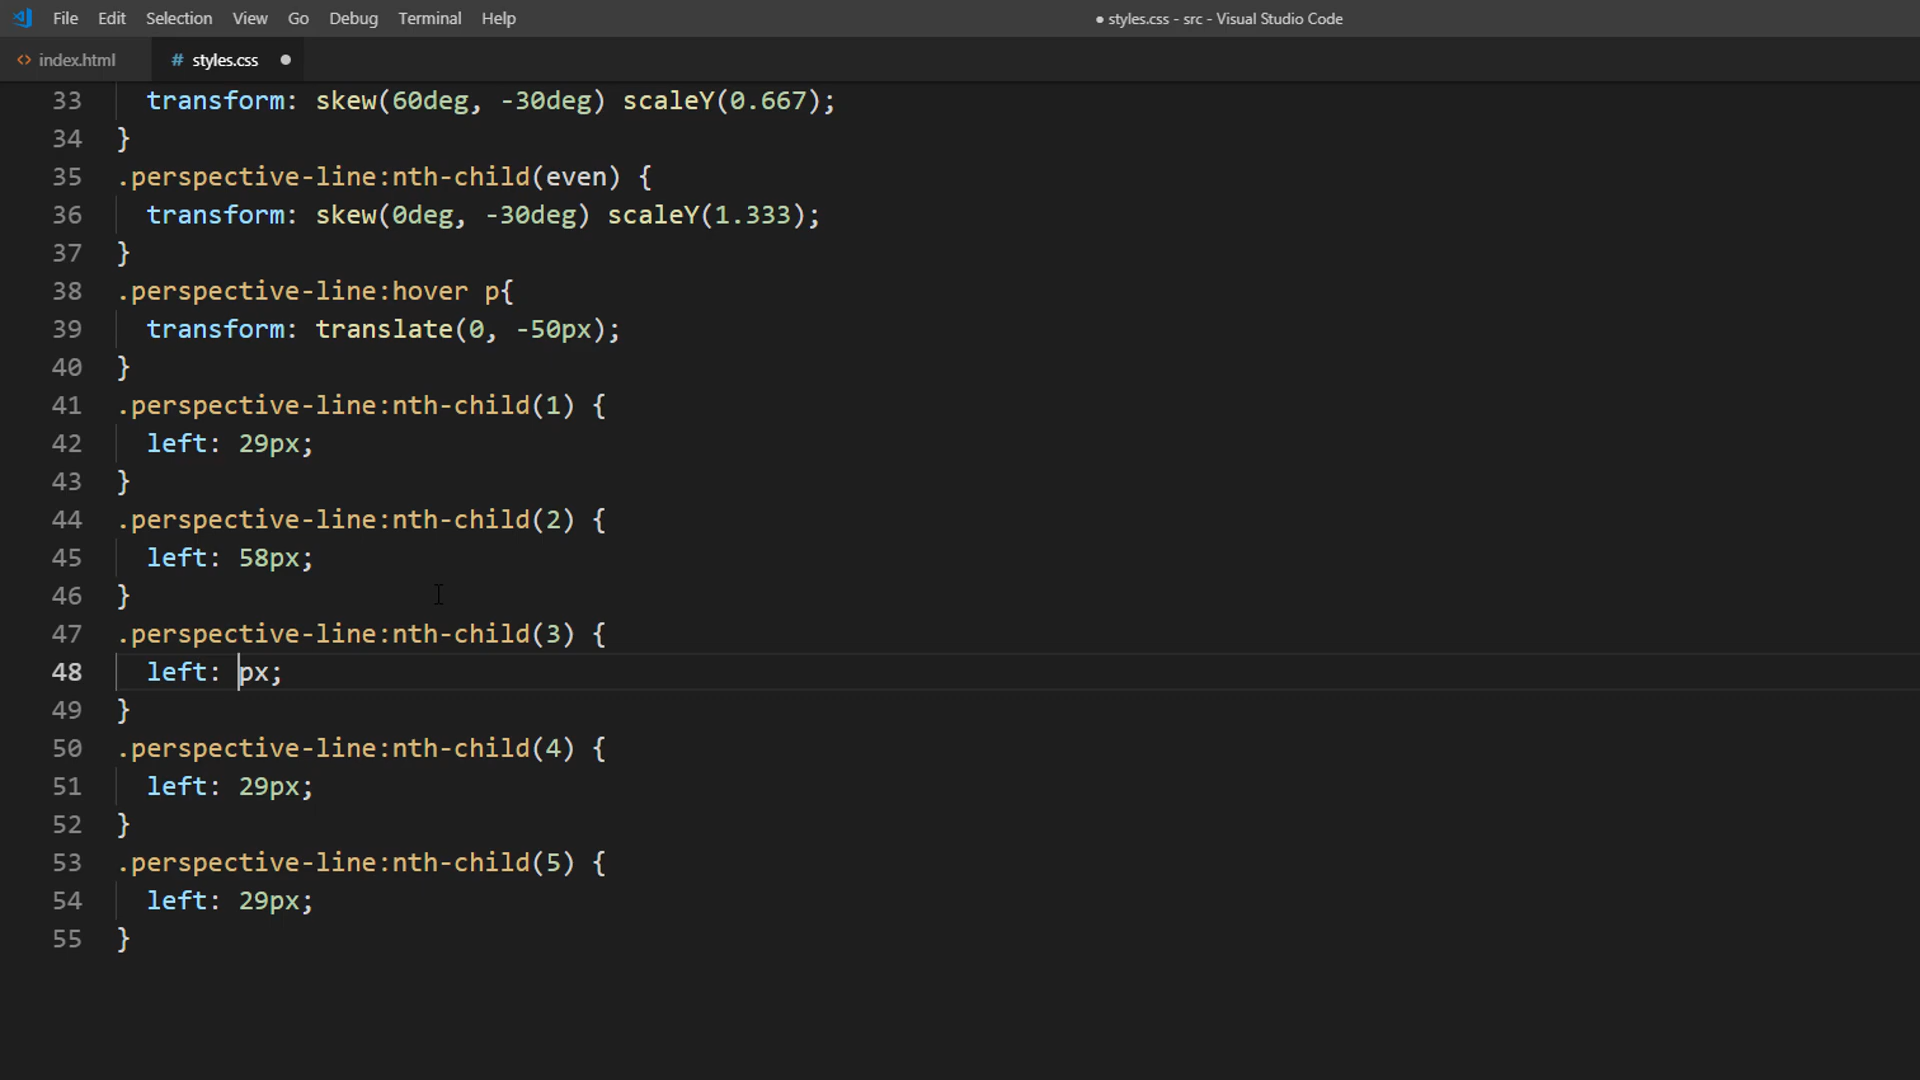 File Edit Selection View Go Debug Terminal Help
● styles.css - src - Visual Studio Code
<> index.html
# styles.css ●
33 transform: skew(60deg, -30deg) scaleY(0.667);
34 }
35 .perspective-line:nth-child(even) {
36 transform: skew(0deg, -30deg) scaleY(1.333);
37 }
38 .perspective-line:hover p{
39 transform: translate(0, -50px);
40 }
41 .perspective-line:nth-child(1) {
42 left: 29px;
43 }
44 .perspective-line:nth-child(2) {
45 left: 58px;
46 }
47 .perspective-line:nth-child(3) {
48 left: px;
49 }
50 .perspective-line:nth-child(4) {
51 left: 29px;
52 }
53 .perspective-line:nth-child(5) {
54 left: 29px;
55 }